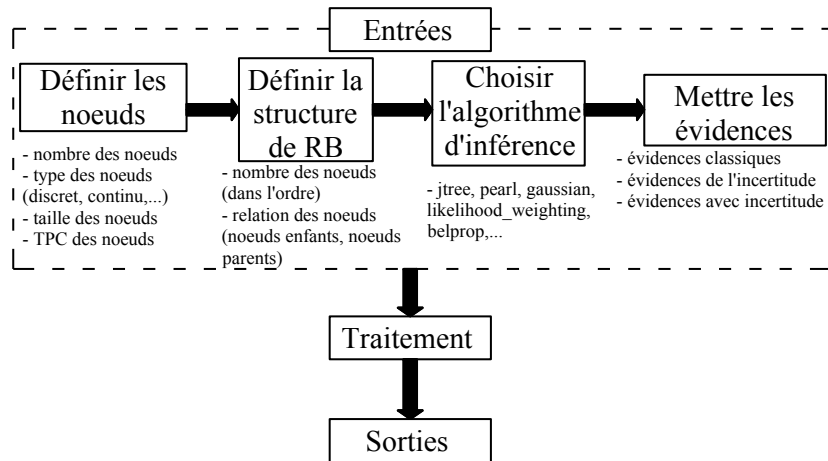 Entrées
Définir les
noeuds
- nombre des noeuds
- type des noeuds
(discret, continu,...)
- taille des noeuds
- TPC des noeuds
Définir la
structure
de RB
- nombre des noeuds
(dans l'ordre)
- relation des noeuds
(noeuds enfants, noeuds
parents)
Choisir
l'algorithme
d'inférence
- jtree, pearl, gaussian,
likelihood_weighting,
belprop,...
Mettre les
évidences
- évidences classiques
- évidences de l'incertitude
- évidences avec incertitude
Traitement
Sorties